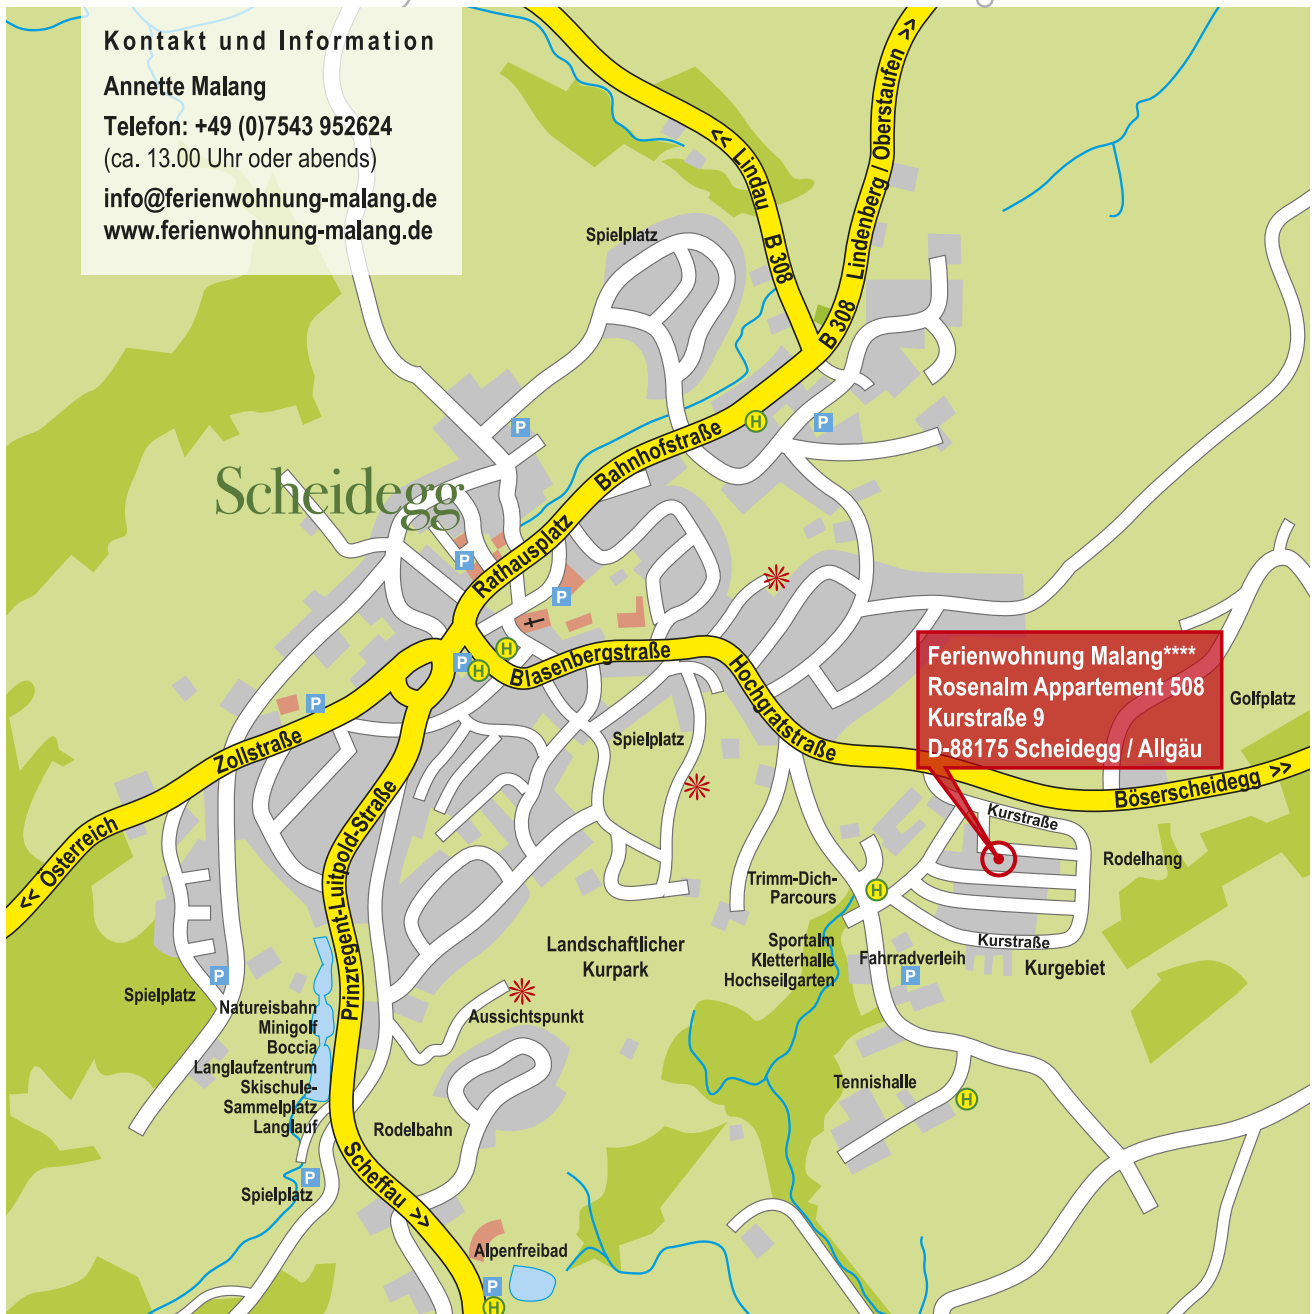 Kontakt und Information
Annette Malang
Telefon: +49 (0)7543 952624
(ca. 13.00 Uhr oder abends)
info@ferienwohnung-malang.de
www.ferienwohnung-malang.de
<< Lindau B 308
B 308 Lindenberg / Oberstaufen >>
Spielplatz
P
H
P
Bahnhofstraße
Scheidegg
Rathausplatz
P
P
H
P
H
Blasenbergstraße
Hochgratstraße
Ferienwohnung Malang****
Rosenalm Appartement 508
Kurstraße 9
D-88175 Scheidegg / Allgäu
Golfplatz
P
Zollstraße
Spielplatz
Böserscheidegg >>
<< Österreich
Prinzregent-Luitpold-Straße
Kurstraße
Rodelhang
Trimm-Dich-
Parcours
H
Sportalm
Kletterhalle
Hochseilgarten
Fahrradverleih
P
Kurstraße
Kurgebiet
Landschaftlicher
Kurpark
P
Spielplatz
Natureisbahn
Minigolf
Boccia
Langlaufzentrum
Skischule-
Sammelplatz
Langlauf
Aussichtspunkt
Tennishalle
H
Rodelbahn
P
Spielplatz
Scheffau >>
Alpenfreibad
P
H